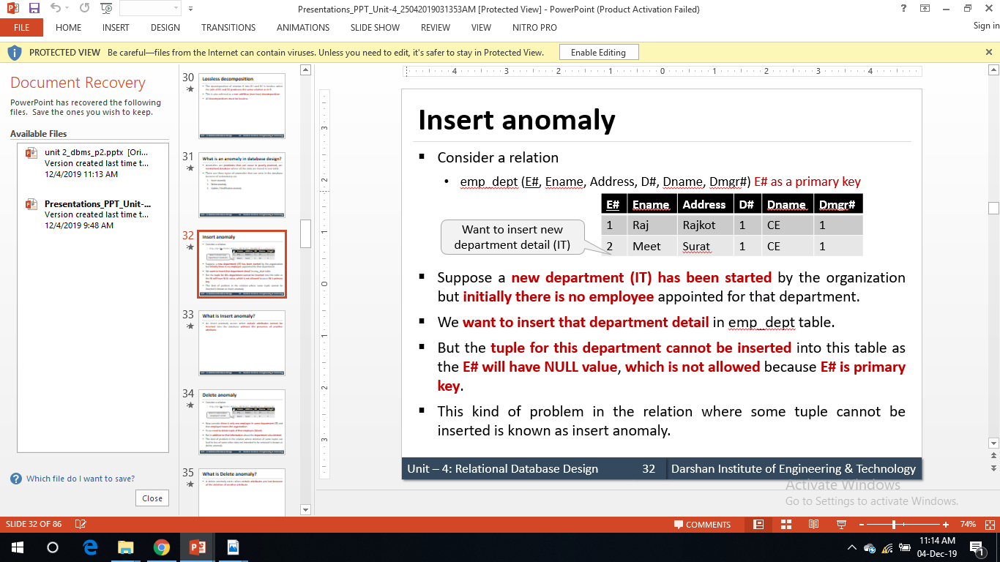 Presentations_PPT_Unit-4_25042019031353AM [Protected View] - PowerPoint (Product Activation Failed)
FILE HOME INSERT DESIGN TRANSITIONS ANIMATIONS SLIDE SHOW REVIEW VIEW NITRO PRO Sign in
PROTECTED VIEW Be careful—files from the Internet can contain viruses. Unless you need to edit, it's safer to stay in Protected View. Enable Editing
Document Recovery
PowerPoint has recovered the following
files. Save the ones you wish to keep.
Available Files
unit 2_dbms_p2.pptx [Ori...
Version created last time t...
12/4/2019 11:13 AM
Presentations_PPT_Unit-...
Version created last time t...
12/4/2019 9:48 AM
Which file do I want to save?
Close
30
Lossless decomposition
31
What is an anomaly in database design?
32
Insert anomaly
33
What is Insert anomaly?
34
Delete anomaly
35
What is Delete anomaly?
Insert anomaly
Consider a relation
emp_dept (E#, Ename, Address, D#, Dname, Dmgr#) E# as a primary key
E# Ename Address D# Dname Dmgr#
1 Raj Rajkot 1 CE 1
2 Meet Surat 1 CE 1
Want to insert new
department detail (IT)
Suppose a new department (IT) has been started by the organization
but initially there is no employee appointed for that department.
We want to insert that department detail in emp_dept table.
But the tuple for this department cannot be inserted into this table as
the E# will have NULL value, which is not allowed because E# is primary
key.
This kind of problem in the relation where some tuple cannot be
inserted is known as insert anomaly.
Unit – 4: Relational Database Design 32 Darshan Institute of Engineering & Technology
Activate Windows
Go to Settings to activate Windows.
SLIDE 32 OF 86 COMMENTS 74%
11:14 AM
04-Dec-19
1